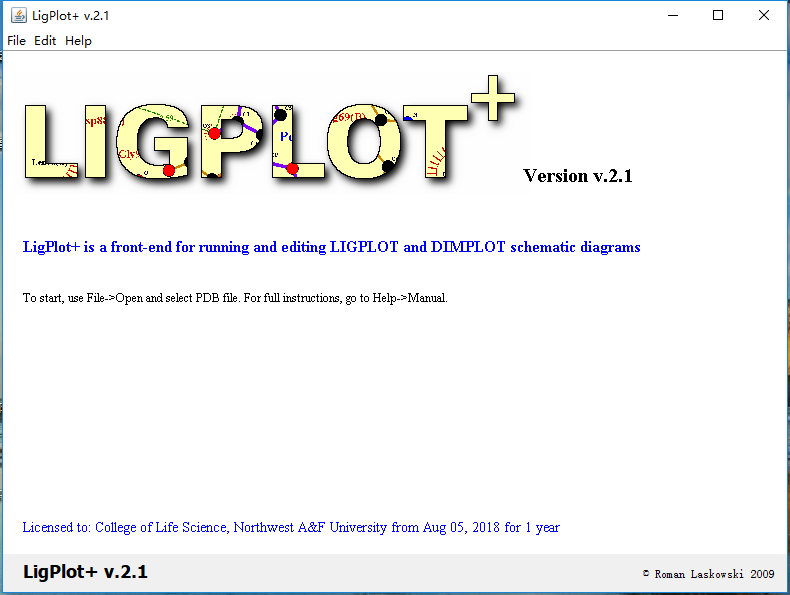 LigPlot+ v.2.1
File Edit Help
LIGPLOT+
Version v.2.1
LigPlot+ is a front-end for running and editing LIGPLOT and DIMPLOT schematic diagrams
To start, use File->Open and select PDB file. For full instructions, go to Help->Manual.
Licensed to: College of Life Science, Northwest A&F University from Aug 05, 2018 for 1 year
LigPlot+ v.2.1
© Roman Laskowski 2009